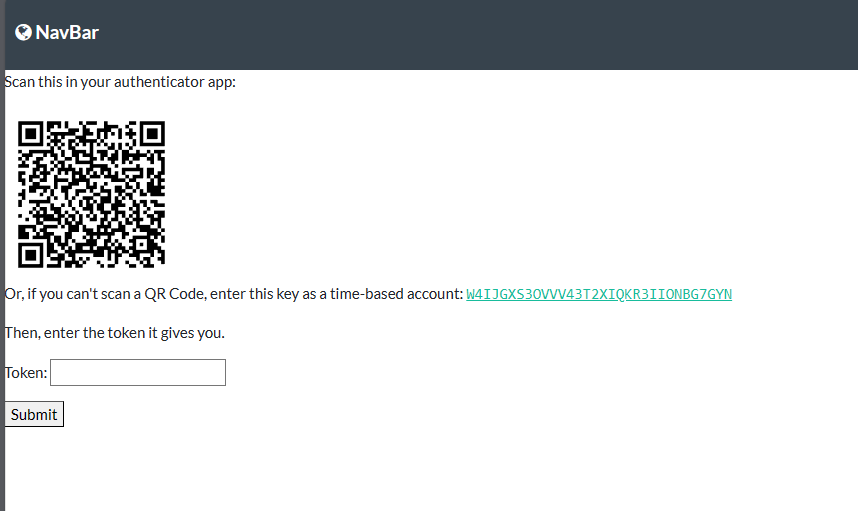 NavBar
Scan this in your authenticator app:
Or, if you can't scan a QR Code, enter this key as a time-based account: W4IJGXS3OVVV43T2XIQKR3IIONBG7GYN
Then, enter the token it gives you.
Token:
Submit